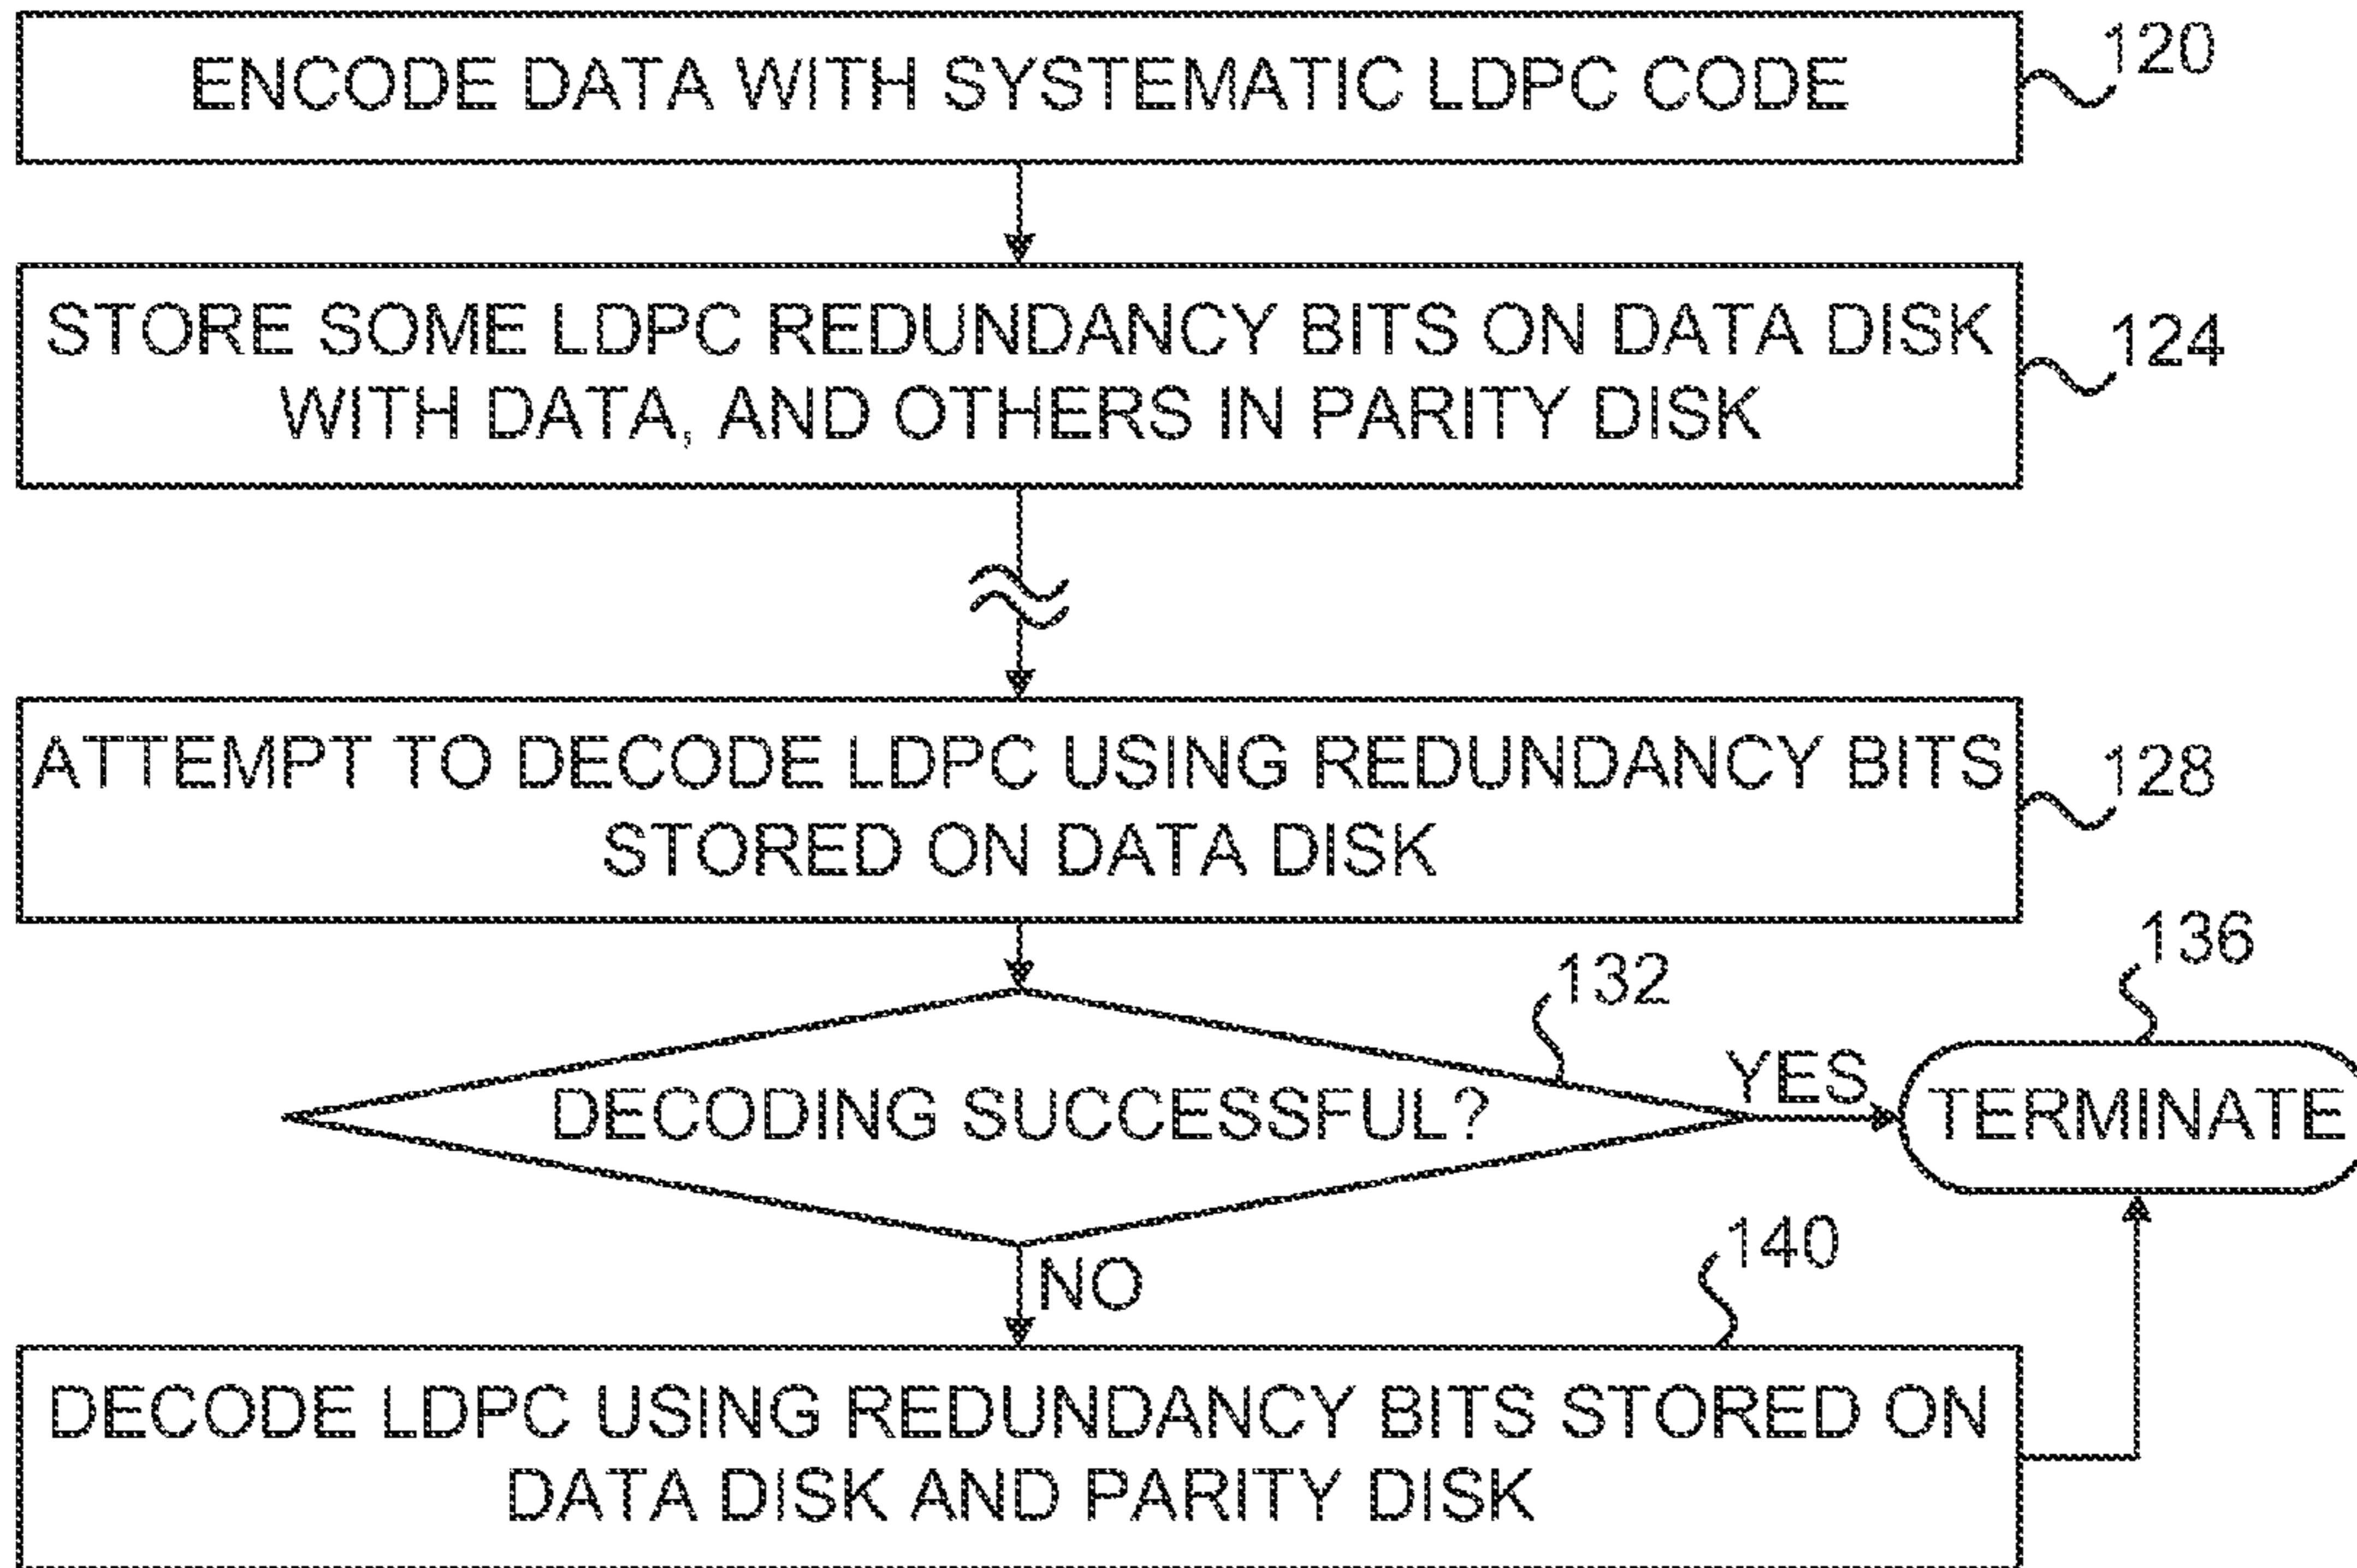 ENCODE DATA WITH SYSTEMATIC LDPC CODE
120
STORE SOME LDPC REDUNDANCY BITS ON DATA DISK
WITH DATA, AND OTHERS IN PARITY DISK
124
ATTEMPT TO DECODE LDPC USING REDUNDANCY BITS
STORED ON DATA DISK
128
DECODING SUCCESSFUL?
132
YES
136
TERMINATE
NO
140
DECODE LDPC USING REDUNDANCY BITS STORED ON
DATA DISK AND PARITY DISK